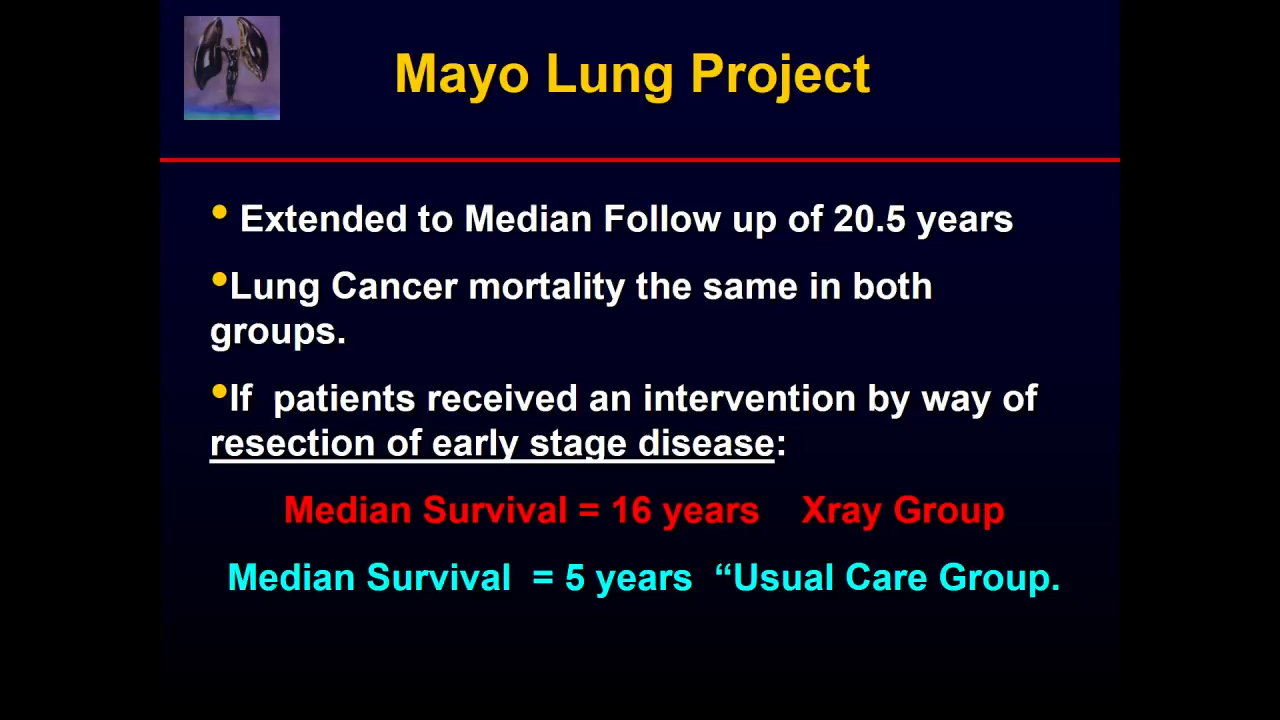 Mayo Lung Project
• Extended to Median Follow up of 20.5 years
•Lung Cancer mortality the same in both
groups.
•If patients received an intervention by way of
resection of early stage disease:
Median Survival = 16 years Xray Group
Median Survival = 5 years “Usual Care Group.